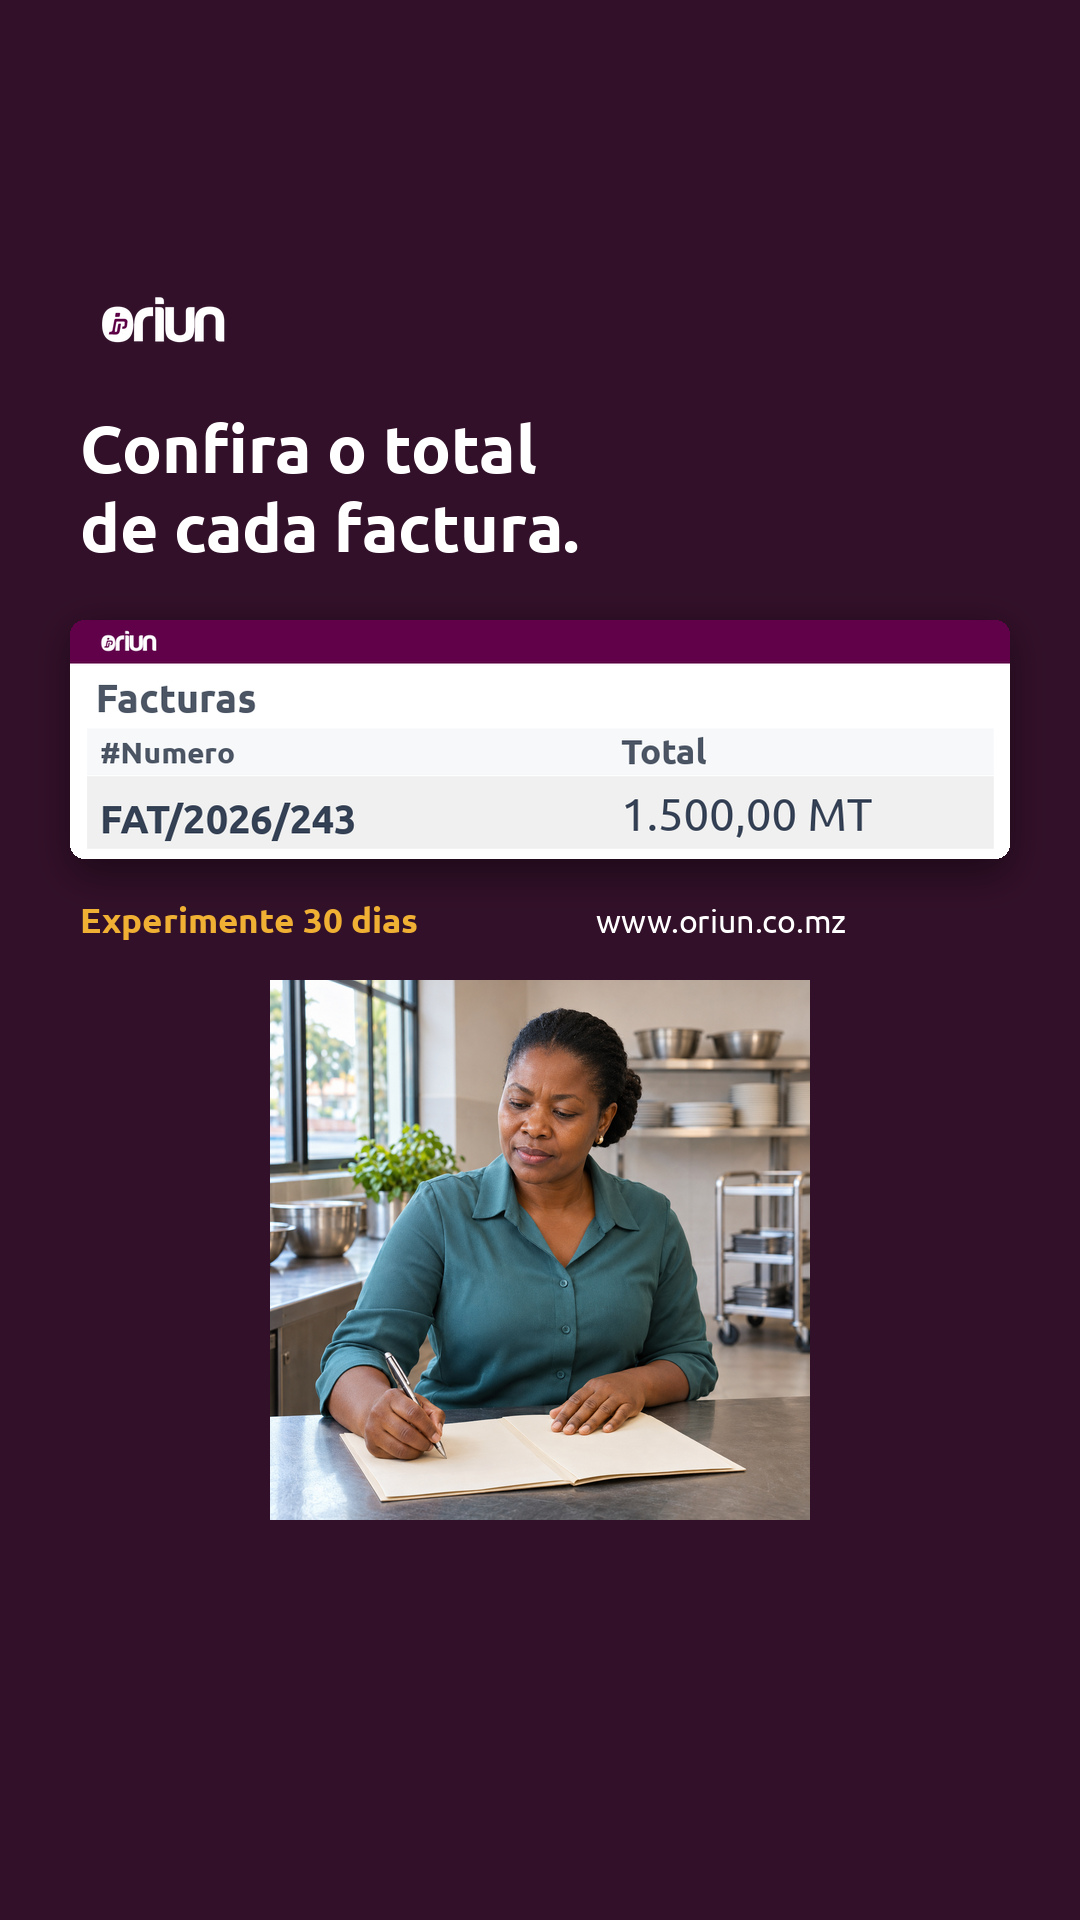 oriun
Confira o total
de cada factura.
oriun
Facturas
#Numero Total
FAT/2026/243 1.500,00 MT
Experimente 30 dias www.oriun.co.mz